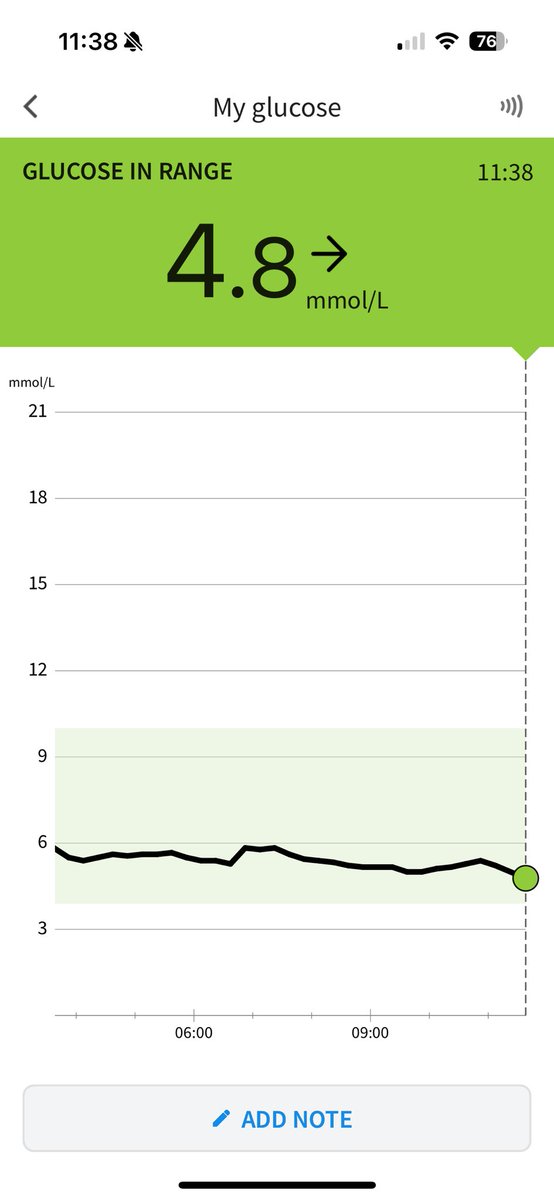 11:38
76
My glucose
GLUCOSE IN RANGE
11:38
4.8
mmol/L
mmol/L
21
18
15
12
9
6
3
06:00
09:00
ADD NOTE